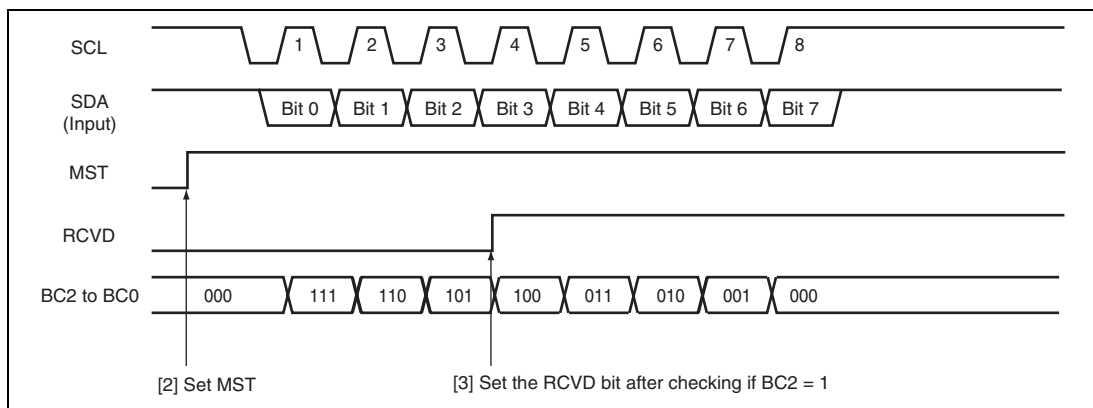 SCL 1 2 3 4 5 6 7 8
SDA
(Input)
Bit 0 Bit 1 Bit 2 Bit 3 Bit 4 Bit 5 Bit 6 Bit 7
MST
RCVD
BC2 to BC0 000 111 110 101 100 011 010 001 000
[2] Set MST [3] Set the RCVD bit after checking if BC2 = 1